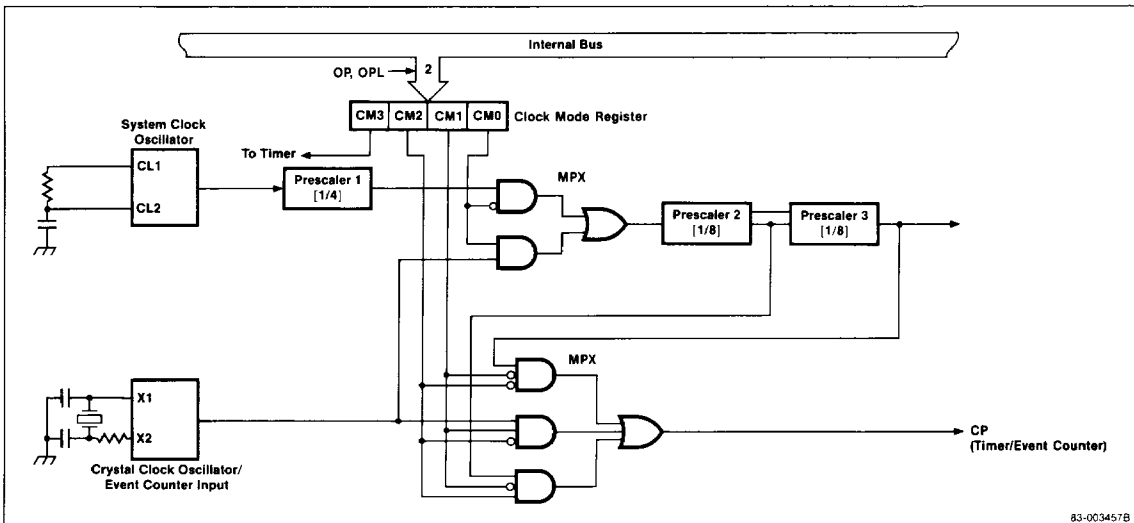 Internal Bus
OP, OPL
2
CM3 CM2 CM1 CM0
Clock Mode Register
System Clock
Oscillator
To Timer
CL1
CL2
Prescaler 1
[1/4]
MPX
Prescaler 2
[1/8]
Prescaler 3
[1/8]
MPX
X1
X2
CP
(Timer/Event Counter)
Crystal Clock Oscillator/
Event Counter Input
83-003457B